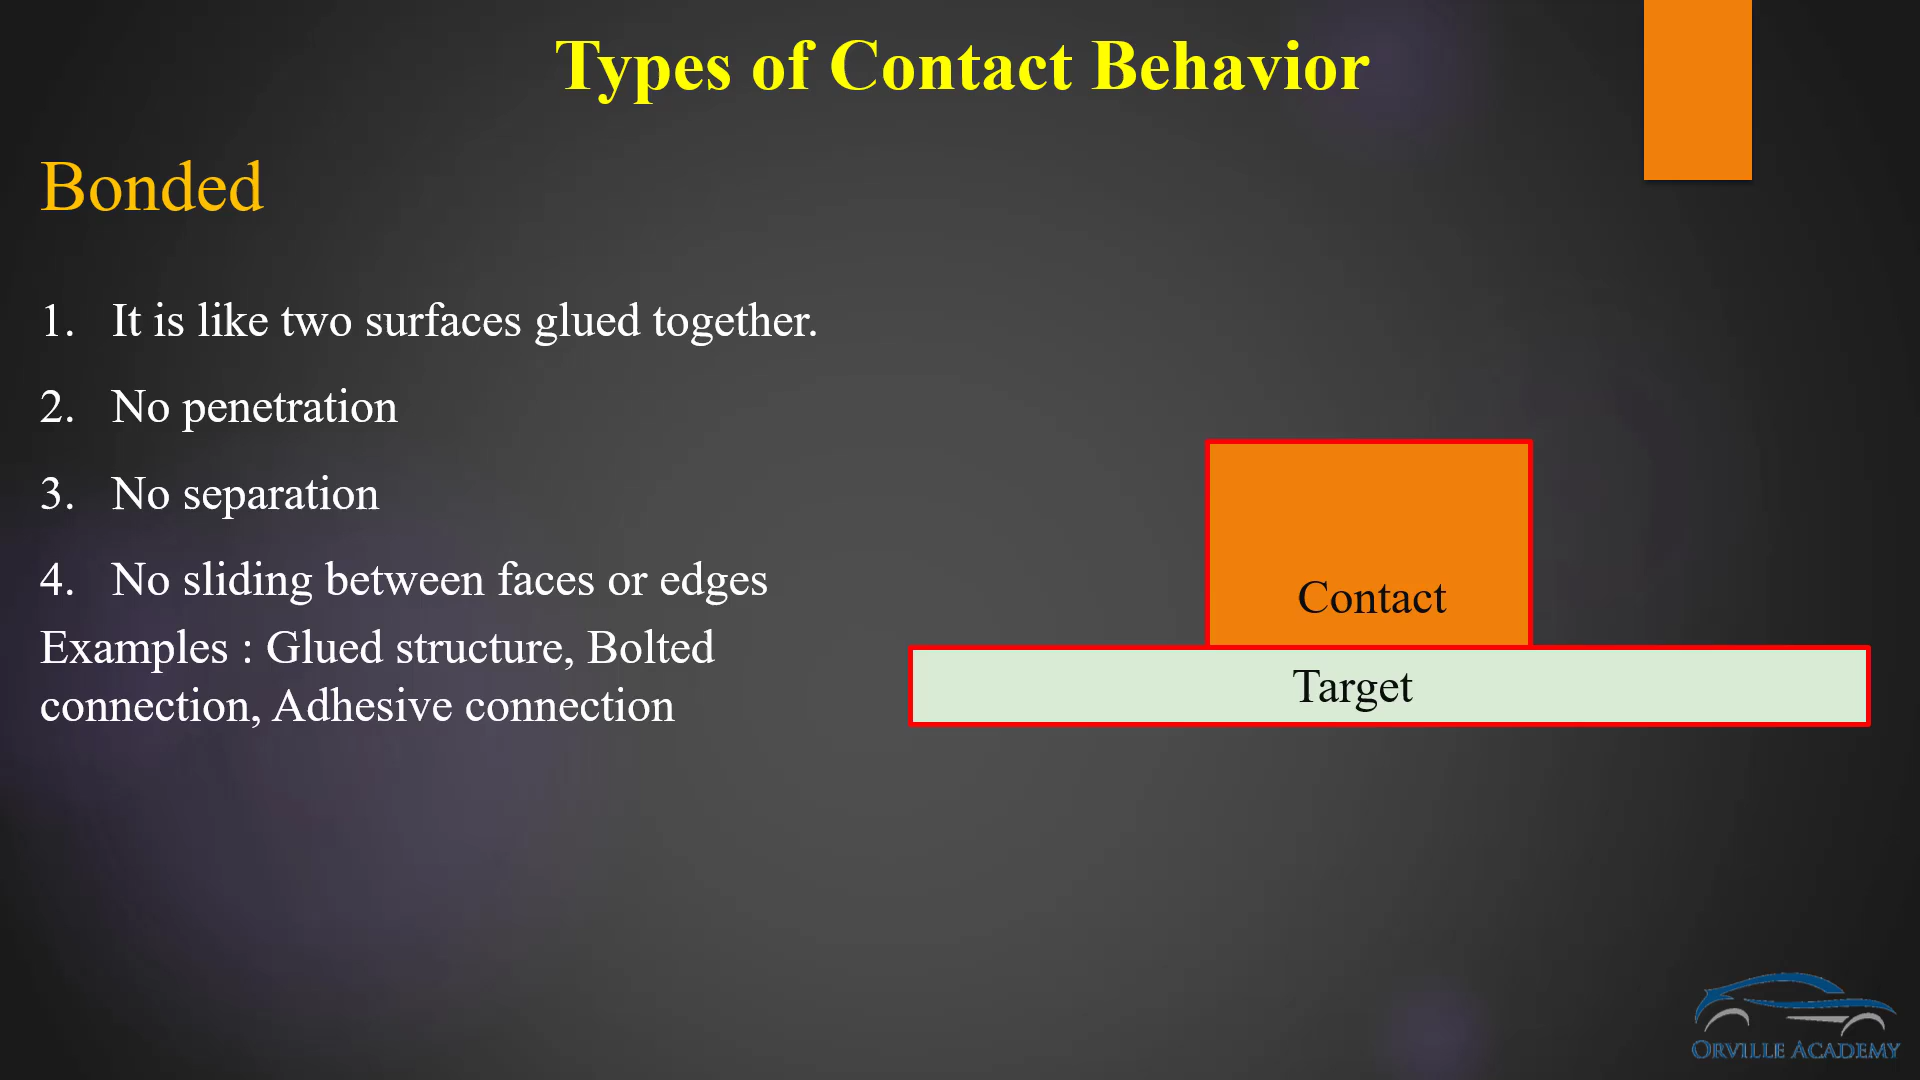 Types of Contact Behavior
Bonded
1. It is like two surfaces glued together.
2. No penetration
3. No separation
4. No sliding between faces or edges
Examples : Glued structure, Bolted
connection, Adhesive connection
Contact
Target
ORVILLE ACADEMY